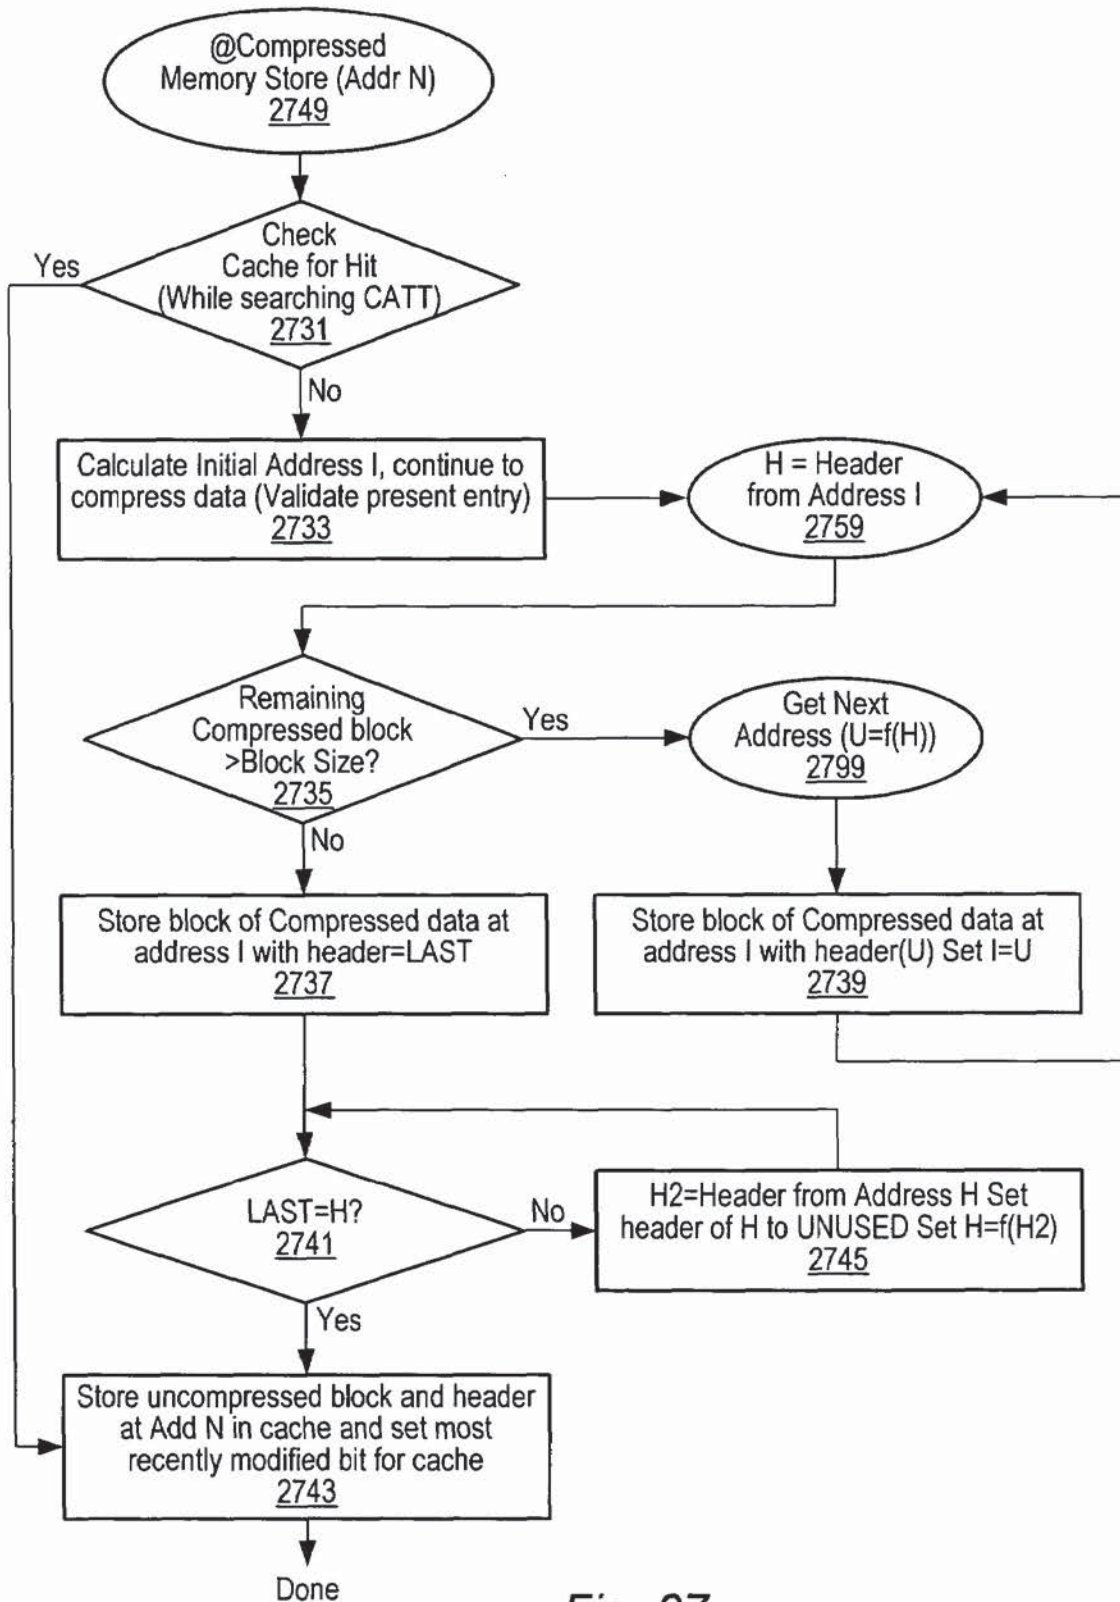 @Compressed
Memory Store (Addr N)
2749
Check
Cache for Hit
(While searching CATT)
2731
Yes
No
Calculate Initial Address I, continue to
compress data (Validate present entry)
2733
H = Header
from Address I
2759
Remaining
Compressed block
>Block Size?
2735
Yes
No
Get Next
Address (U=f(H))
2799
Store block of Compressed data at
address I with header=LAST
2737
Store block of Compressed data at
address I with header(U) Set I=U
2739
LAST=H?
2741
No
Yes
H2=Header from Address H Set
header of H to UNUSED Set H=f(H2)
2745
Store uncompressed block and header
at Add N in cache and set most
recently modified bit for cache
2743
Done